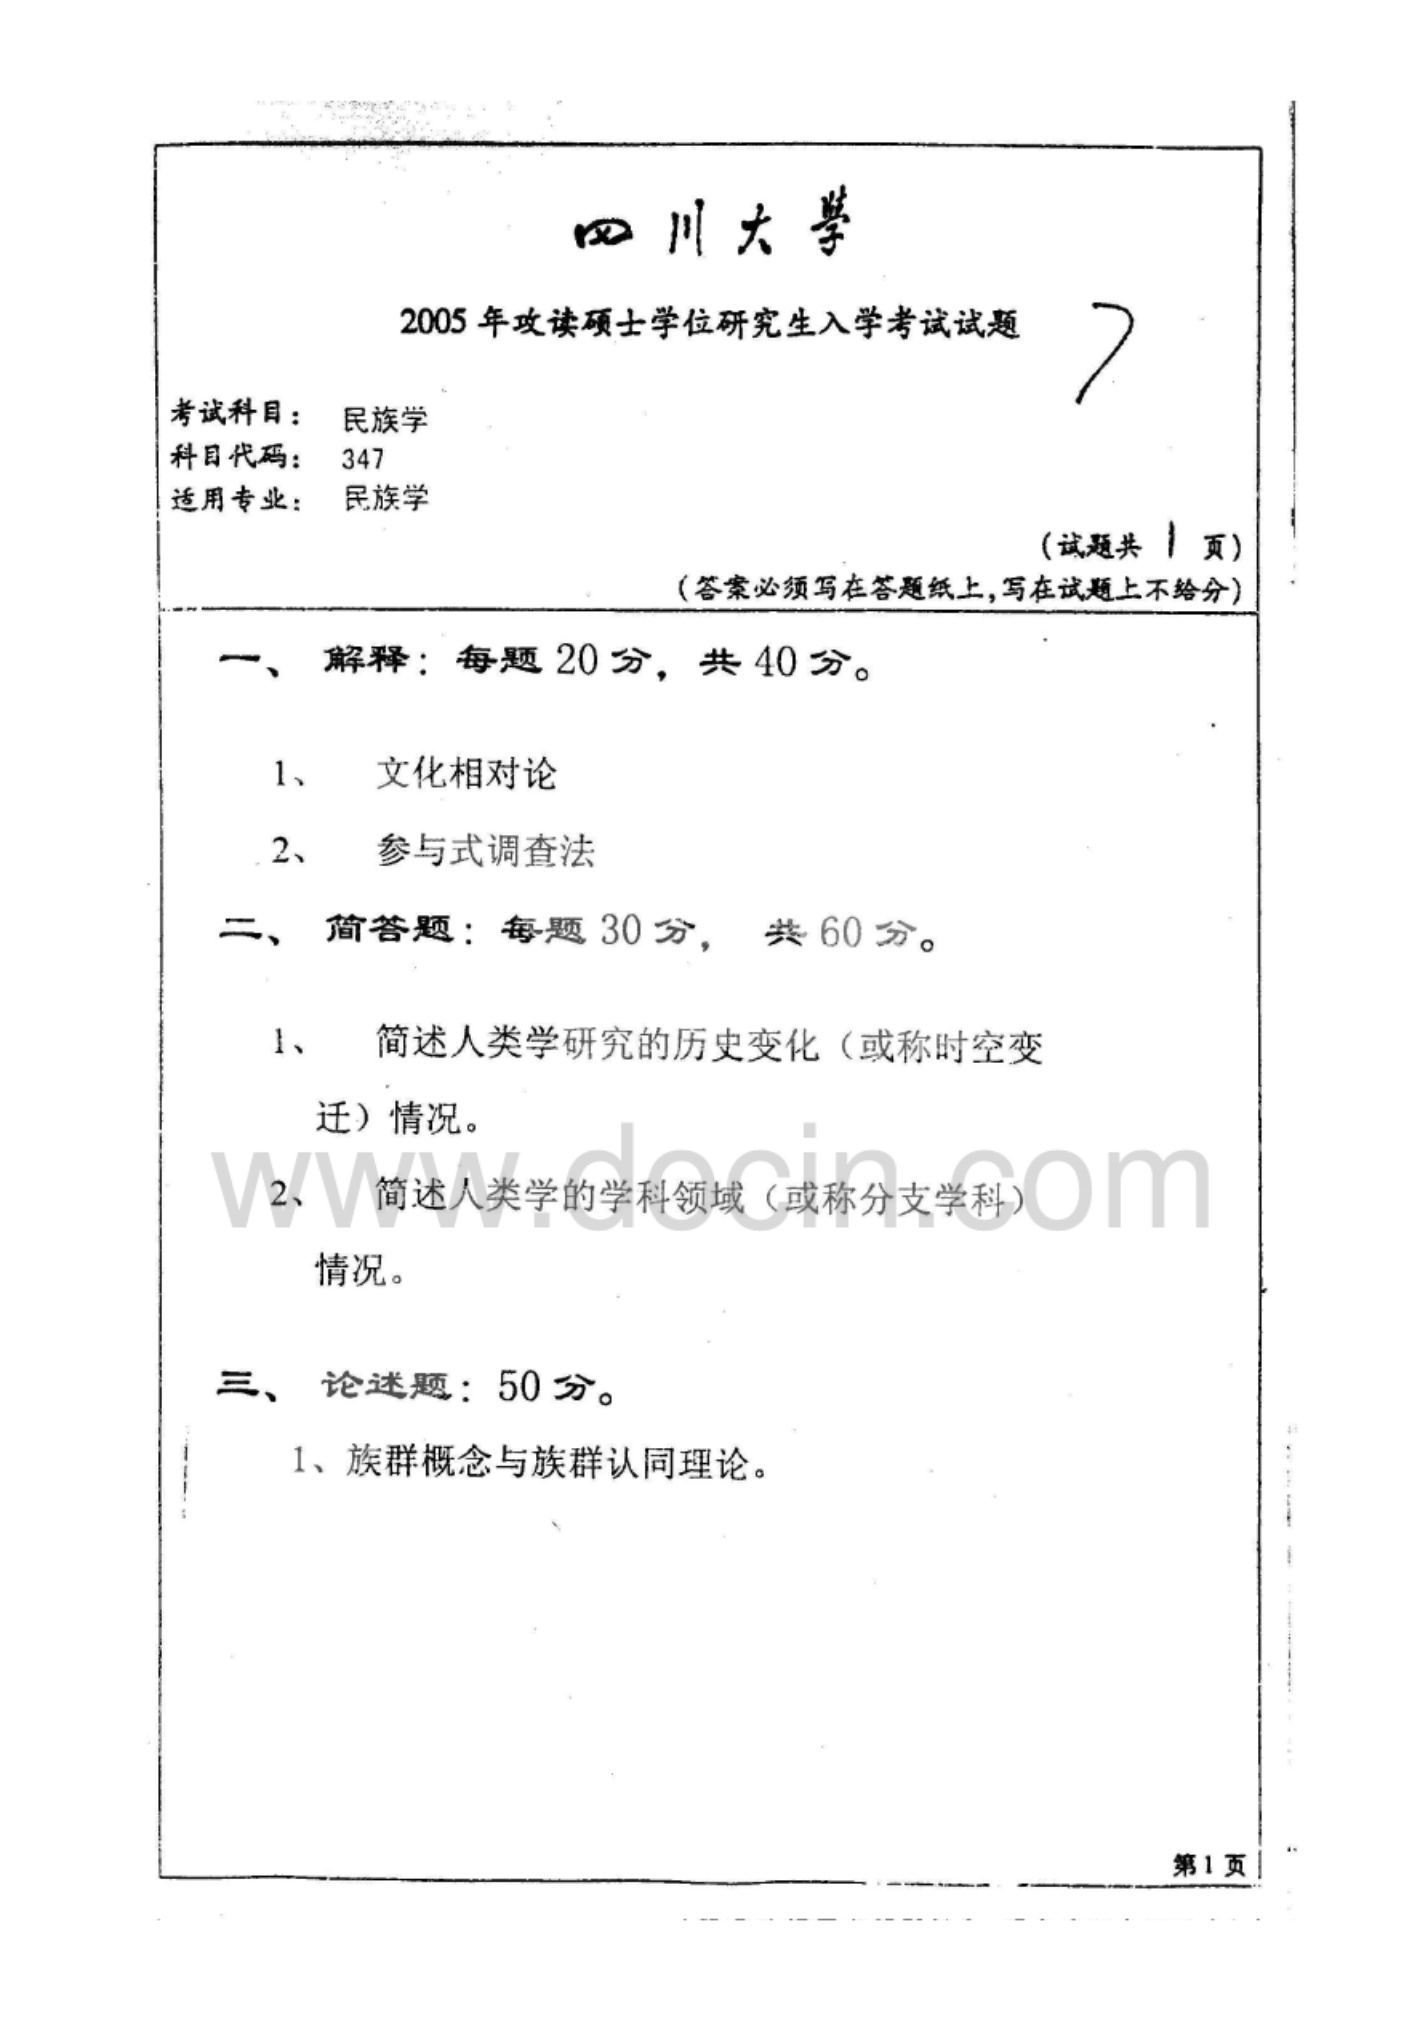 四川大學
2005年攻读硕士学位研究生入学考试试题
7
考试科目： 民族学
科目代码： 347
适用专业： 民族学
（试题共 1 页）
（答案必须写在答题纸上，写在试题上不给分）
一、 解释：每题20分，共40分。
1、 文化相对论
2、 参与式调查法
二、 简答题：每题30分， 共60分。
1、 简述人类学研究的历史变化（或称时空变
迁）情况。
www.docin.com
2、 简述人类学的学科领域（或称分支学科）
情况。
三、 论述题：50分。
1、族群概念与族群认同理论。
第1页